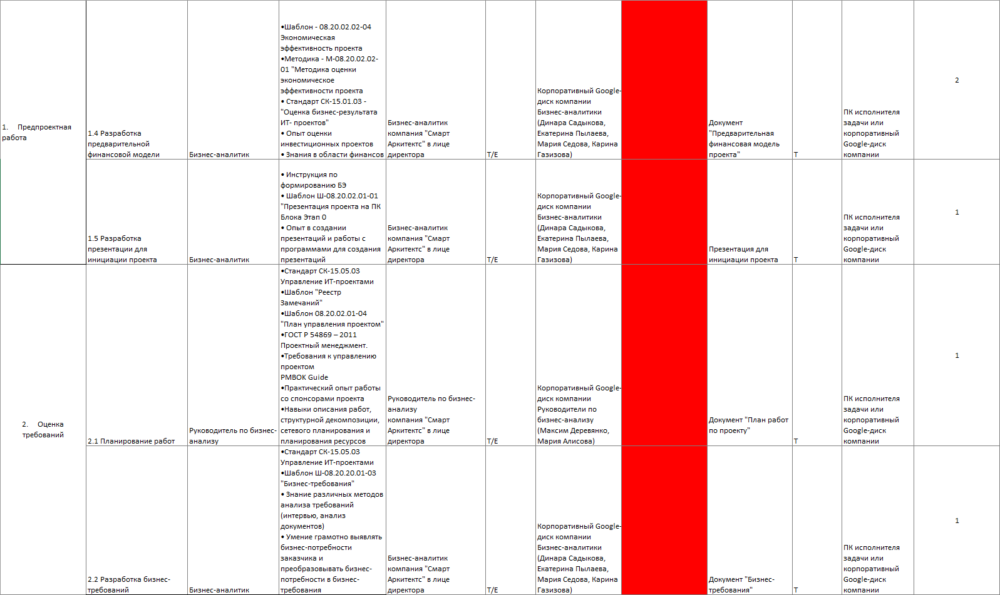 1. Предпроектная
работа
1.4 Разработка
предварительной
финансовой модели
Бизнес-аналитик
•Шаблон - 08.20.02.02-04
Экономическая
эффективность проекта
•Методика - М-08.20.02.02-
01 "Методика оценки
экономическое
эффективности проекта
• Стандарт СК-15.01.03 -
"Оценка бизнес-результата
ИТ- проектов"
• Опыт оценки
инвестиционных проектов
• Знания в области финансов
Бизнес-аналитик
компания "Смарт
Аркитектс" в лице
директора
Т/Е
Корпоративный Google-
диск компании
Бизнес-аналитики
(Динара Садыкова,
Екатерина Пылаева,
Мария Седова, Карина
Газизова)
Документ
"Предварительная
финансовая модель
проекта"
Т
ПК исполнителя
задачи или
корпоративный
Google-диск
компании
2
1.5 Разработка
презентации для
инициации проекта
Бизнес-аналитик
• Инструкция по
формированию БЭ
• Шаблон Ш-08.20.02.01-01
"Презентация проекта на ПК
Блока Этап 0
• Опыт в создании
презентаций и работы с
программами для создания
презентаций
Бизнес-аналитик
компания "Смарт
Аркитектс" в лице
директора
Т/Е
Корпоративный Google-
диск компании
Бизнес-аналитики
(Динара Садыкова,
Екатерина Пылаева,
Мария Седова, Карина
Газизова)
Презентация для
инициации проекта
Т
ПК исполнителя
задачи или
корпоративный
Google-диск
компании
1
2. Оценка
требований
2.1 Планирование работ
Руководитель по бизнес-
анализу
•Стандарт СК-15.05.03
Управление ИТ-проектами
•Шаблон "Реестр
Замечаний"
•Шаблон 08.20.02.01-04
"План управления проектом"
•ГОСТ Р 54869 – 2011
Проектный менеджмент.
•Требования к управлению
проектом
PMBOK Guide
•Практический опыт работы
со спонсорами проекта
•Навыки описания работ,
структурной декомпозиции,
сетевого планирования и
планирования ресурсов
Руководитель по бизнес-
анализу
компания "Смарт
Аркитектс" в лице
директора
Т/Е
Корпоративный Google-
диск компании
Руководители по
бизнес-анализу
(Максим Деревянко,
Мария Алисова)
Документ "План работ
по проекту"
Т
ПК исполнителя
задачи или
корпоративный
Google-диск
компании
1
2.2 Разработка бизнес-
требований
Бизнес-аналитик
•Стандарт СК-15.05.03
Управление ИТ-проектами
•Шаблон Ш-08.20.20.01-03
"Бизнес-требования"
• Знание различных методов
анализа требований
(интервью, анализ
документов)
• Умение грамотно выявлять
бизнес-потребности
заказчика и
преобразовывать бизнес-
потребности в бизнес-
требования
Бизнес-аналитик
компания "Смарт
Аркитектс" в лице
директора
Т/Е
Корпоративный Google-
диск компании
Бизнес-аналитики
(Динара Садыкова,
Екатерина Пылаева,
Мария Седова, Карина
Газизова)
Документ "Бизнес-
требования"
Т
ПК исполнителя
задачи или
корпоративный
Google-диск
компании
1